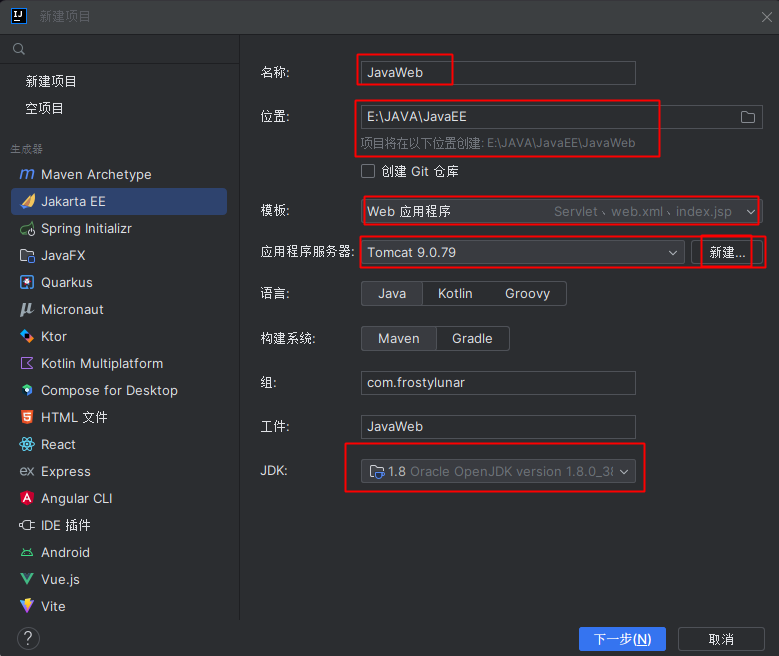 新建项目
新建项目
空项目
生成器
Maven Archetype
Jakarta EE
Spring Initializr
JavaFX
Quarkus
Micronaut
Ktor
Kotlin Multiplatform
Compose for Desktop
HTML 文件
React
ex Express
Angular CLI
IDE 插件
Android
Vue.js
Vite
?
名称:
JavaWeb
位置:
E:\JAVA\JavaEE
项目将在以下位置创建: E:\JAVA\JavaEE\JavaWeb
创建 Git 仓库
模板:
Web 应用程序 Servlet、web.xml、index.jsp
应用程序服务器:
Tomcat 9.0.79 新建...
语言:
Java Kotlin Groovy
构建系统:
Maven Gradle
组:
com.frostylunar
工件:
JavaWeb
JDK:
1.8 Oracle OpenJDK version 1.8.0_38
下一步(N) 取消